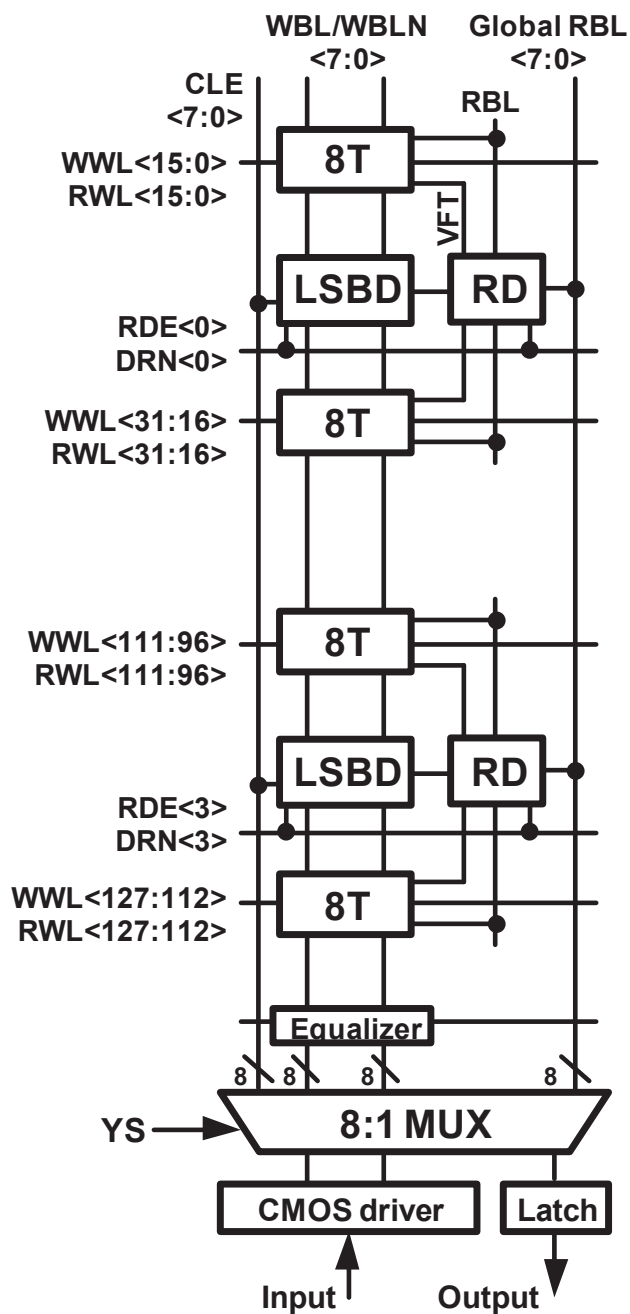 WBL/WBLN
<7:0>
Global RBL
<7:0>
CLE
<7:0>
RBL
WWL<15:0>
RWL<15:0>
8T
VFT
LSBD
RD
RDE<0>
DRN<0>
WWL<31:16>
RWL<31:16>
8T
WWL<111:96>
RWL<111:96>
8T
LSBD
RD
RDE<3>
DRN<3>
WWL<127:112>
RWL<127:112>
8T
Equalizer
8
8
8
8
YS
8:1 MUX
CMOS driver
Latch
Input
Output